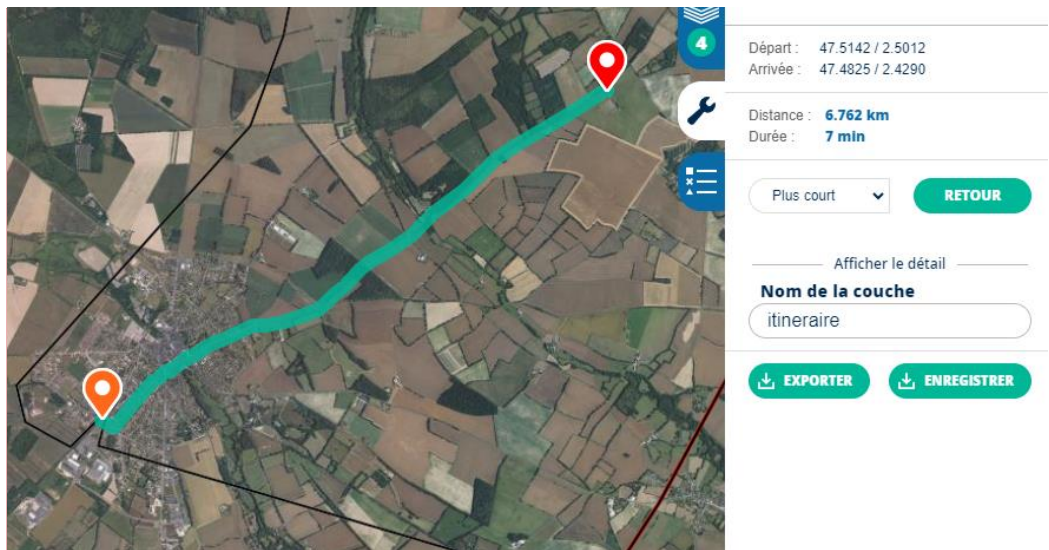 4
Départ : 47.5142 / 2.5012
Arrivée : 47.4825 / 2.4290
Distance : 6.762 km
Durée : 7 min
Plus court RETOUR
Afficher le détail
Nom de la couche
itineraire
EXPORTER ENREGISTRER